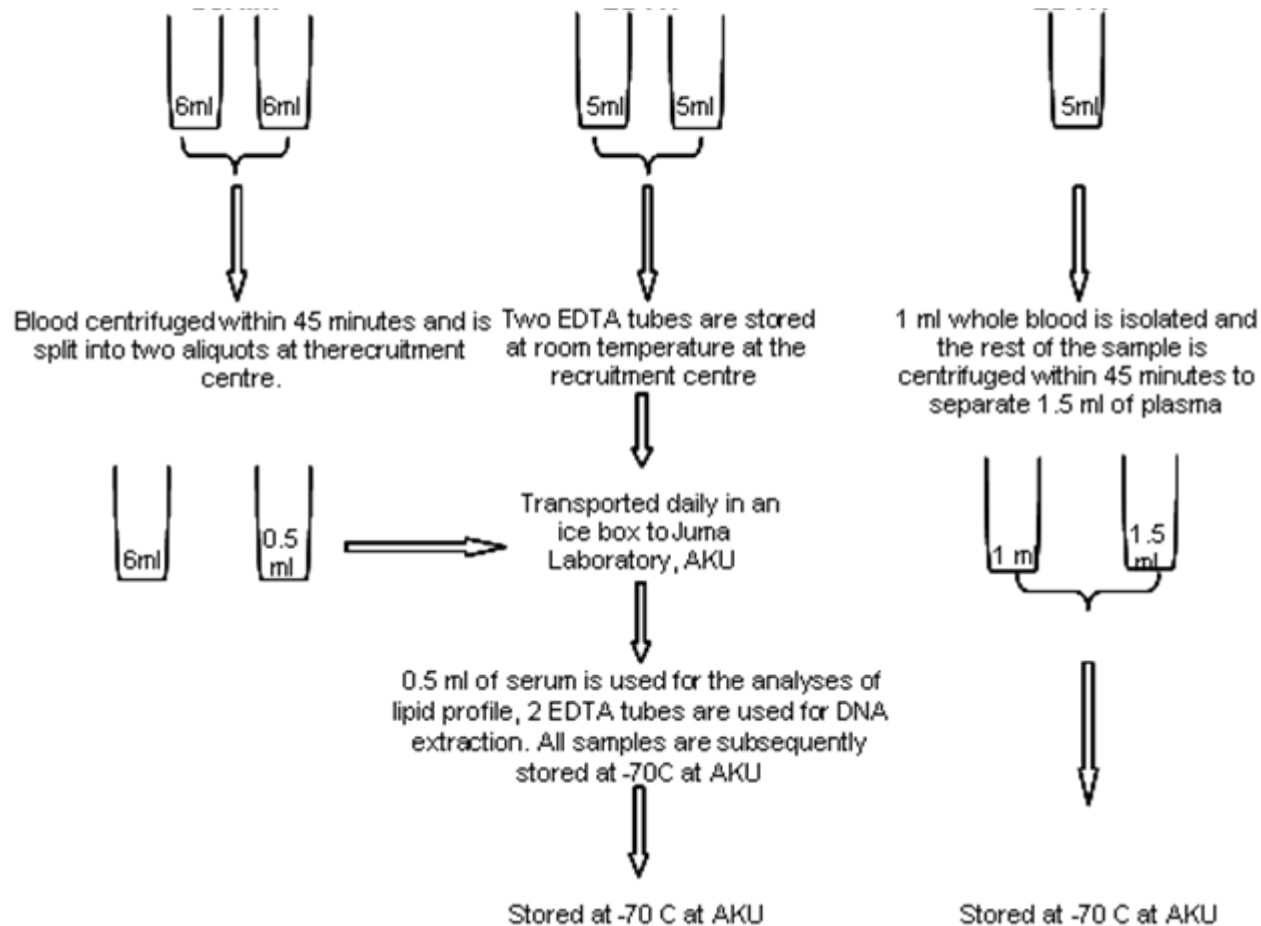 6ml 6ml
5ml 5ml
5ml
Blood centrifuged within 45 minutes and is
split into two aliquots at therecruitment
centre.
Two EDTA tubes are stored
at room temperature at the
recruitment centre
1 ml whole blood is isolated and
the rest of the sample is
centrifuged within 45 minutes to
separate 1.5 ml of plasma
6ml
0.5
ml
Transported daily in an
ice box to Juma
Laboratory, AKU
1 ml
1.5
ml
0.5 ml of serum is used for the analyses of
lipid profile, 2 EDTA tubes are used for DNA
extraction. All samples are subsequently
stored at -70C at AKU
Stored at -70 C at AKU
Stored at -70 C at AKU